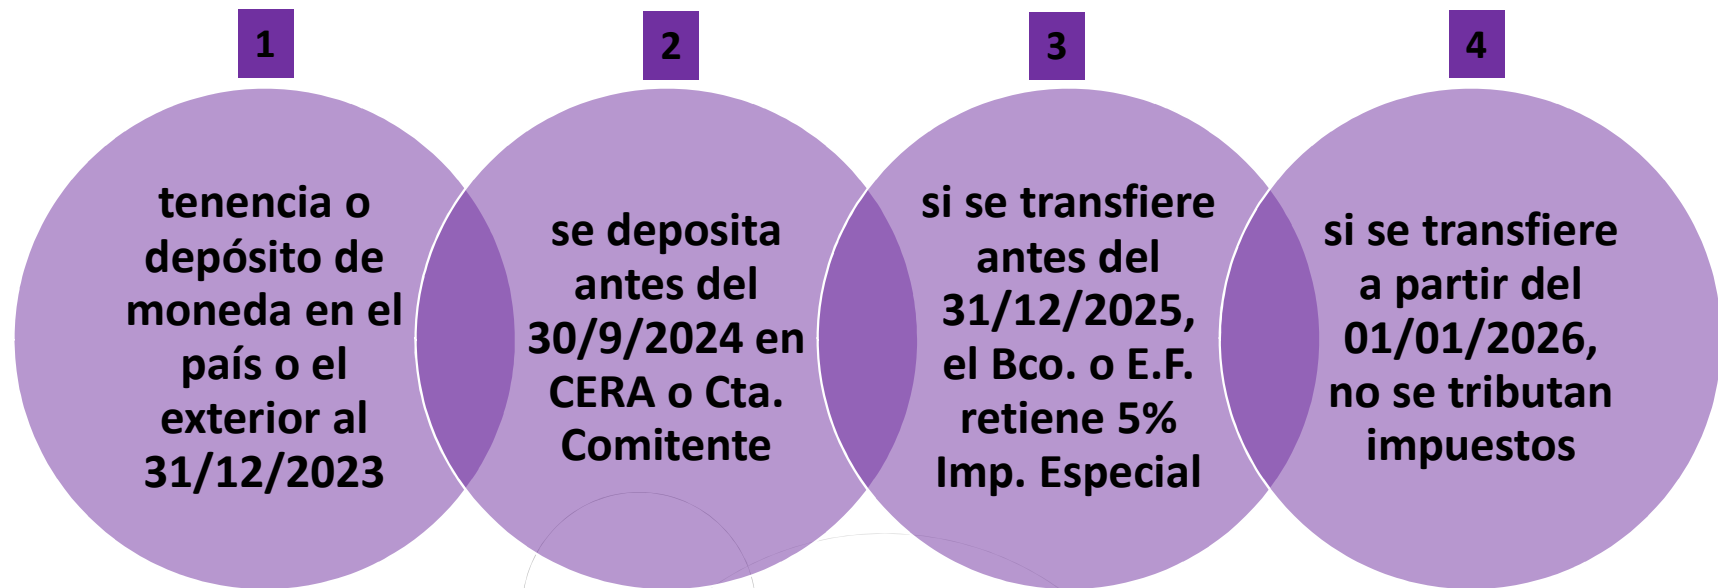 1
tenencia o
depósito de
moneda en el
país o el
exterior al
31/12/2023
2
se deposita
antes del
30/9/2024 en
CERA o Cta.
Comitente
3
si se transfiere
antes del
31/12/2025,
el Bco. o E.F.
retiene 5%
Imp. Especial
4
si se transfiere
a partir del
01/01/2026,
no se tributan
impuestos